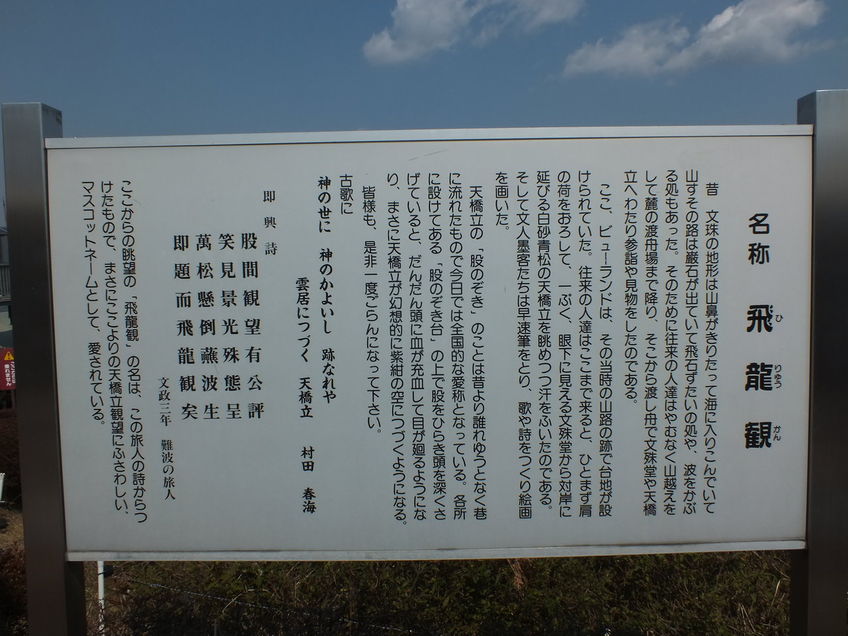 名称 飛龍観
ひ りゅう かん
昔 文珠の地形は山鼻がきりたって海に入りこんでいて
山すその路は巌石が出ていて飛石ずたいの処や、波をかぶ
る処もあった。そのために往来の人達はやむなく山越えを
して麓の渡舟場まで降り、そこから渡し舟で文殊堂や天橋
立へわたり参詣や見物をしたのである。
ここ、ビューランドは、その当時の山路の跡で台地が設
けられていた。往来の人達はここまで来ると、ひとまず肩
の荷をおろして、一ぷく、眼下に見える文殊堂から対岸に
延びる白砂青松の天橋立を眺めつつ汗をふいたのである。
そして文人墨客たちは早速筆をとり、歌や詩をつくり絵画
を画いた。
天橋立の「股のぞき」のことは昔より誰れゆうとなく巷
に流れたもので今日では全国的な愛称となっている。各所
に設けてある「股のぞき台」の上で股をひらき頭を深くさ
げていると、だんだん頭に血が充血して目が廻るようにな
り、まさに天橋立が幻想的に紫紺の空につづくようになる。
皆様も、是非一度ごらんになって下さい。
古歌に
神の世に 神のかよいし 跡なれや
雲居につづく 天橋立 村田 春海
即興詩
股間観望有公評
笑見景光殊態呈
萬松懸倒蘸波生
即題而飛龍観矣
文政三年 難波の旅人
ここからの眺望の「飛龍観」の名は、この旅人の詩からつ
けたもので、まさにここよりの天橋立観望にふさわしい、
マスコットネームとして、愛されている。